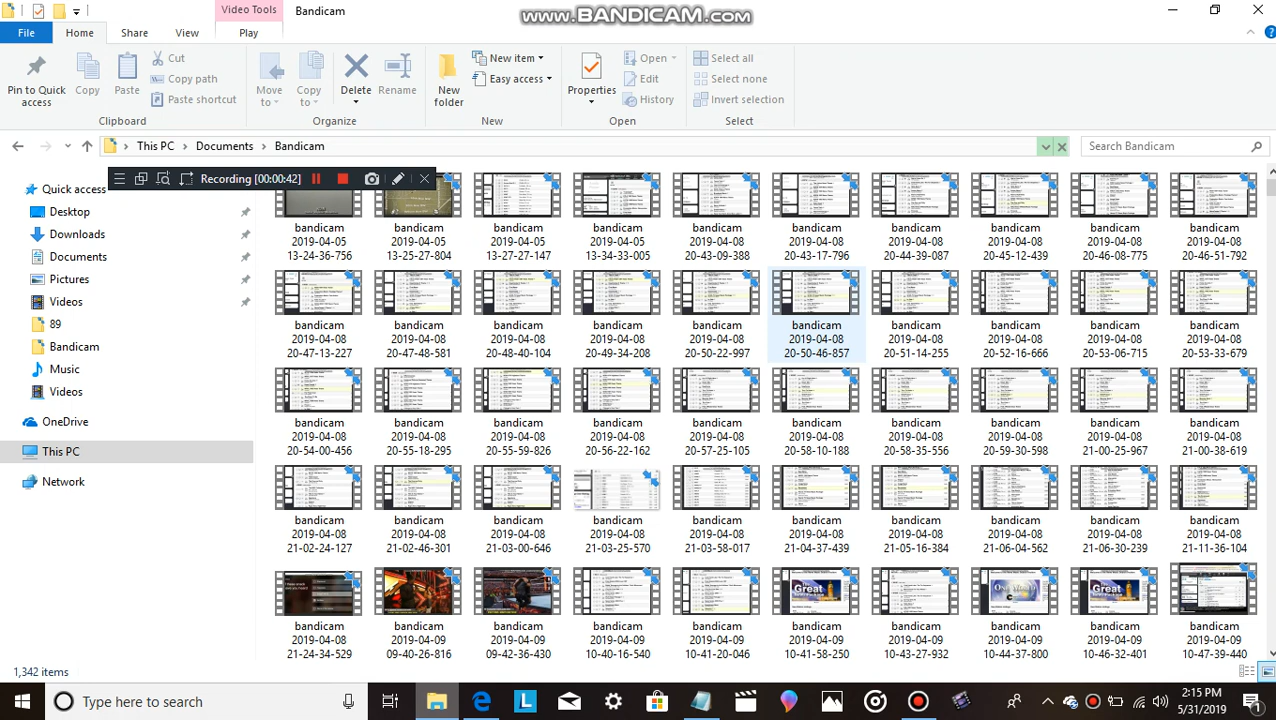 Video Tools
Bandicam
www.BANDICAM.com
File
Home
Share
View
Play
Pin to Quick access
Copy
Paste
Cut
Copy path
Paste shortcut
Clipboard
Move to
Copy to
Delete
Rename
Organize
New folder
New item
Easy access
New
Properties
Open
Edit
History
Open
Select all
Select none
Invert selection
Select
This PC > Documents > Bandicam
Search Bandicam
Recording [00:00:42]
Quick access
Desktop
Downloads
Documents
Pictures
Videos
89
Bandicam
Music
Videos
OneDrive
This PC
Network
bandicam bandicam bandicam bandicam bandicam bandicam bandicam bandicam bandicam bandicam
2019-04-05 2019-04-05 2019-04-05 2019-04-05 2019-04-08 2019-04-08 2019-04-08 2019-04-08 2019-04-08 2019-04-08
13-24-36-756 13-25-27-804 13-27-27-147 13-34-33-005 20-43-17-796 20-44-39-087 20-45-12-439
bandicam bandicam bandicam bandicam bandicam bandicam bandicam bandicam bandicam bandicam
2019-04-08 2019-04-08 2019-04-08 2019-04-08 2019-04-08 2019-04-08 2019-04-08 2019-04-08 2019-04-08 2019-04-08
20-47-13-227 20-47-48-581 20-48-40-104 20-49-34-208 20-50-22-997 20-50-46-857 20-51-14-255 20-52-16-666 20-53-06-715 20-53-33-679
bandicam bandicam bandicam bandicam bandicam bandicam bandicam bandicam bandicam bandicam
2019-04-08 2019-04-08 2019-04-08 2019-04-08 2019-04-08 2019-04-08 2019-04-08 2019-04-08 2019-04-08 2019-04-08
20-54-00-456 20-55-18-295 20-55-59-828 20-56-22-162 20-57-25-102 20-58-10-188 20-58-35-538 20-59-30-598 21-00-25-967 21-00-38-619
bandicam bandicam bandicam bandicam bandicam bandicam bandicam bandicam bandicam bandicam
2019-04-08 2019-04-08 2019-04-08 2019-04-08 2019-04-08 2019-04-08 2019-04-08 2019-04-08 2019-04-08 2019-04-08
21-02-24-127 21-02-46-301 21-03-00-646 21-03-25-570 21-03-58-017 21-04-37-439 21-05-16-384 21-06-04-562 21-06-30-239 21-11-36-104
bandicam bandicam bandicam bandicam bandicam bandicam bandicam bandicam bandicam bandicam
2019-04-08 2019-04-09 2019-04-09 2019-04-09 2019-04-09 2019-04-09 2019-04-09 2019-04-09 2019-04-09 2019-04-09
21-24-34-529 09-40-26-816 09-42-36-430 10-40-16-540 10-41-20-046 10-41-58-250 10-43-27-932 10-44-37-800 10-46-32-401 10-47-39-440
1,342 items
Type here to search
2:15 PM
5/31/2019